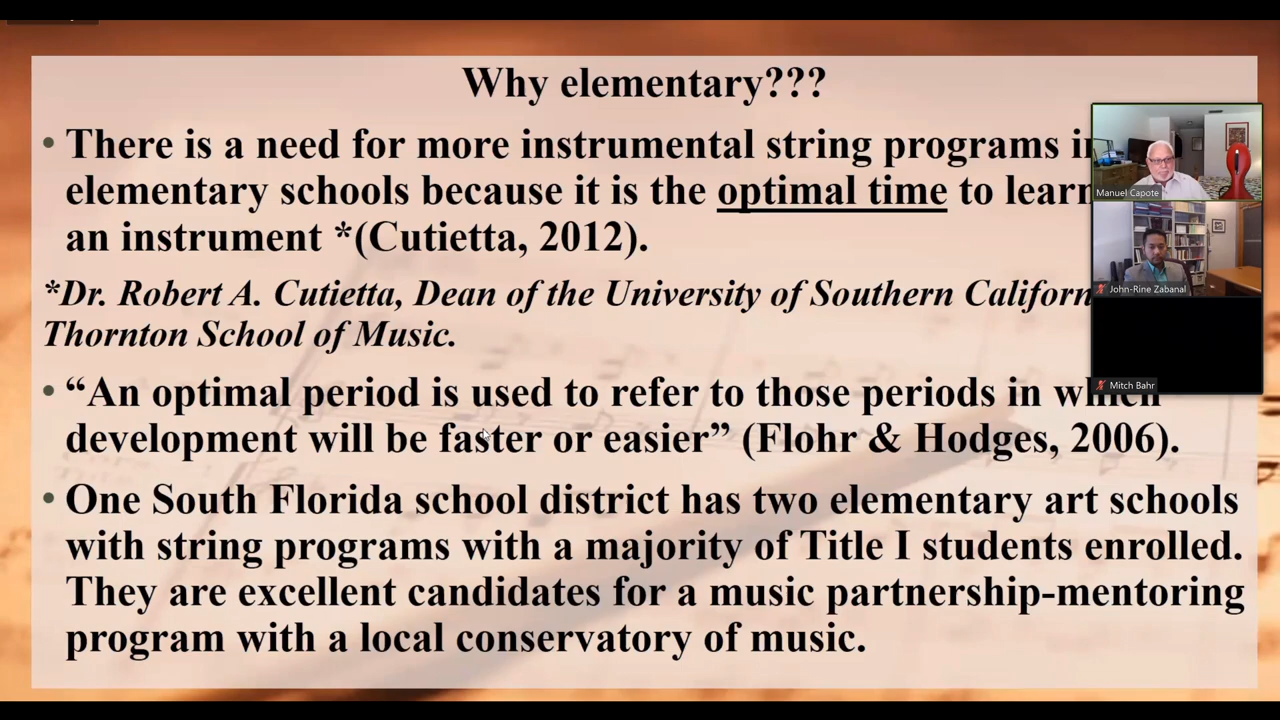 Why elementary???
• There is a need for more instrumental string programs
elementary schools because it is the optimal time to learn
an instrument *(Cutietta, 2012).
*Dr. Robert A. Cutietta, Dean of the University of Southern
Thornton School of Music.
• “An optimal period is used to refer to those periods in which
development will be faster or easier” (Flohr & Hodges, 2006).
• One South Florida school district has two elementary art schools
with string programs with a majority of Title I students enrolled.
They are excellent candidates for a music partnership-mentoring
program with a local conservatory of music.
Manuel Capote
John-Rine Zabanal
Mitch Bahr